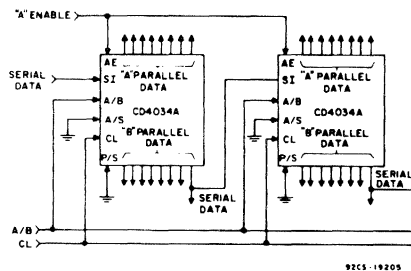 "A" ENABLE
AE
SERIAL
DATA
SI
"A" PARALLEL
DATA
A/B
CD4034A
A/S
"B" PARALLEL
DATA
CL
P/S
SERIAL
DATA
AE
SI
"A" PARALLEL
DATA
A/B
CD4034A
A/S
"B" PARALLEL
DATA
CL
P/S
SERIAL
DATA
A/B
CL
92CS-19205